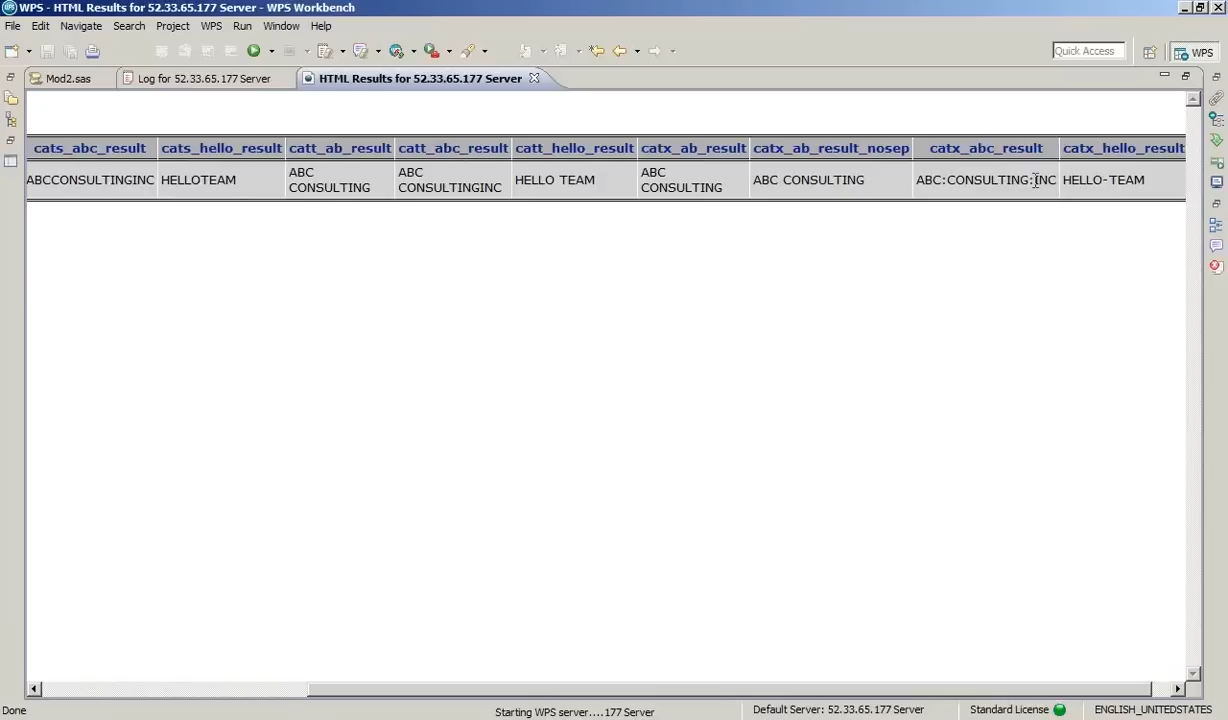 WPS - HTML Results for 52.33.65.177 Server - WPS Workbench
File Edit Navigate Search Project WPS Run Window Help
Quick Access WPS
Mod2.sas Log for 52.33.65.177 Server HTML Results for 52.33.65.177 Server
cats_abc_result cats_hello_result catt_ab_result catt_abc_result catt_hello_result catx_ab_result catx_ab_result_nosep catx_abc_result catx_hello_result
ABCCONSULTINGINC HELLOTEAM ABC CONSULTING ABC CONSULTINGINC HELLO TEAM ABC CONSULTING ABC CONSULTING ABC:CONSULTING:INC HELLO-TEAM
Done Starting WPS server....177 Server Default Server: 52.33.65.177 Server Standard License ENGLISH_UNITEDSTATES